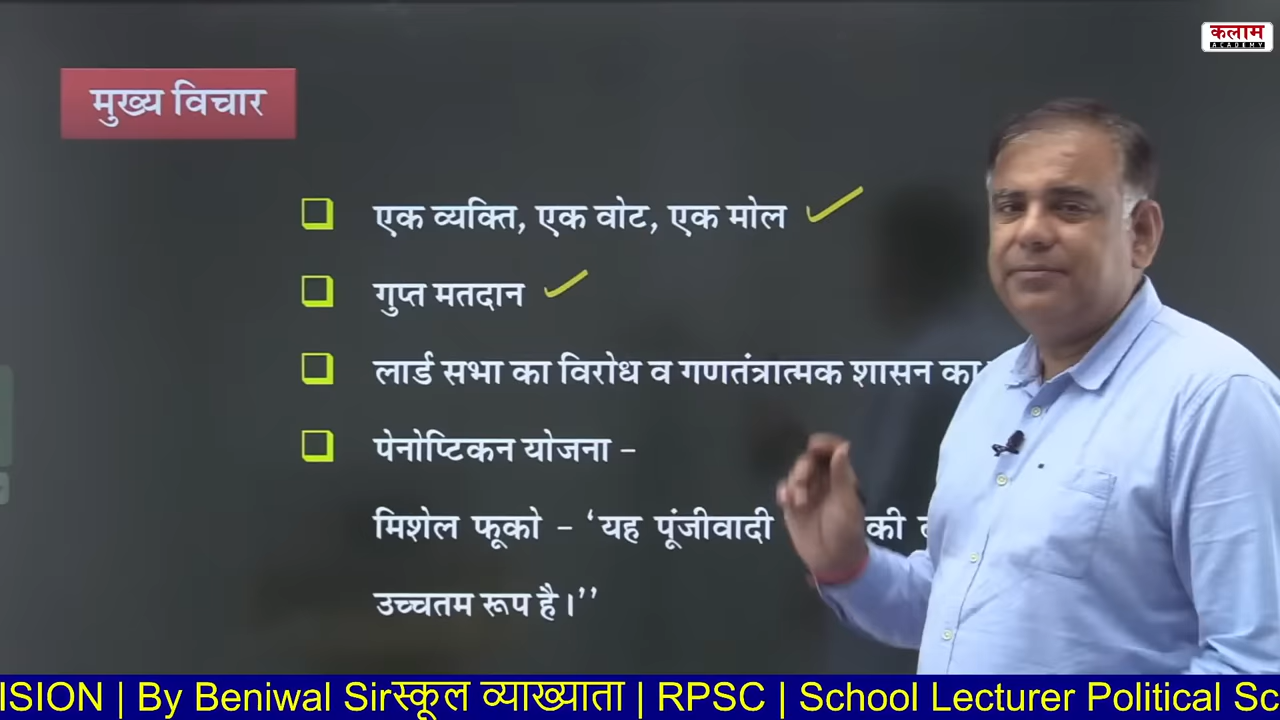 कलाम
ACADEMY
मुख्य विचार
एक व्यक्ति, एक वोट, एक मोल
गुप्त मतदान
लार्ड सभा का विरोध व गणतंत्रात्मक शासन का
पेनोप्टिकन योजना –
मिशेल फूको – ‘यह पूंजीवादी की
उच्चतम रूप है।’’
ISION | By Beniwal Sirस्कूल व्याख्याता | RPSC | School Lecturer Political Sc